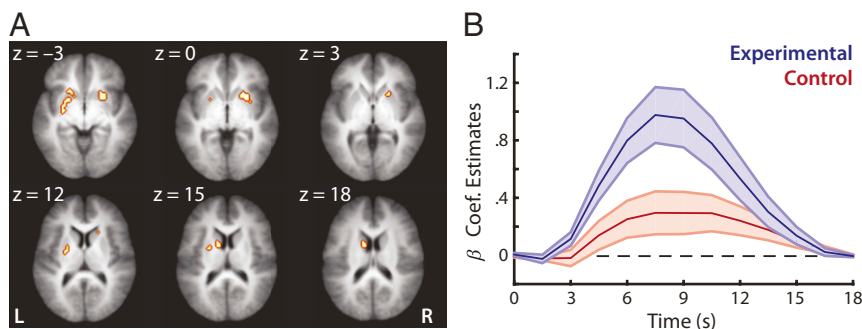 A
z = –3
z = 0
z = 3
z = 12
z = 15
z = 18
L
R
B
Experimental
Control
β Coef. Estimates
1.2
.8
.4
0
0
3
6
9
12
15
18
Time (s)